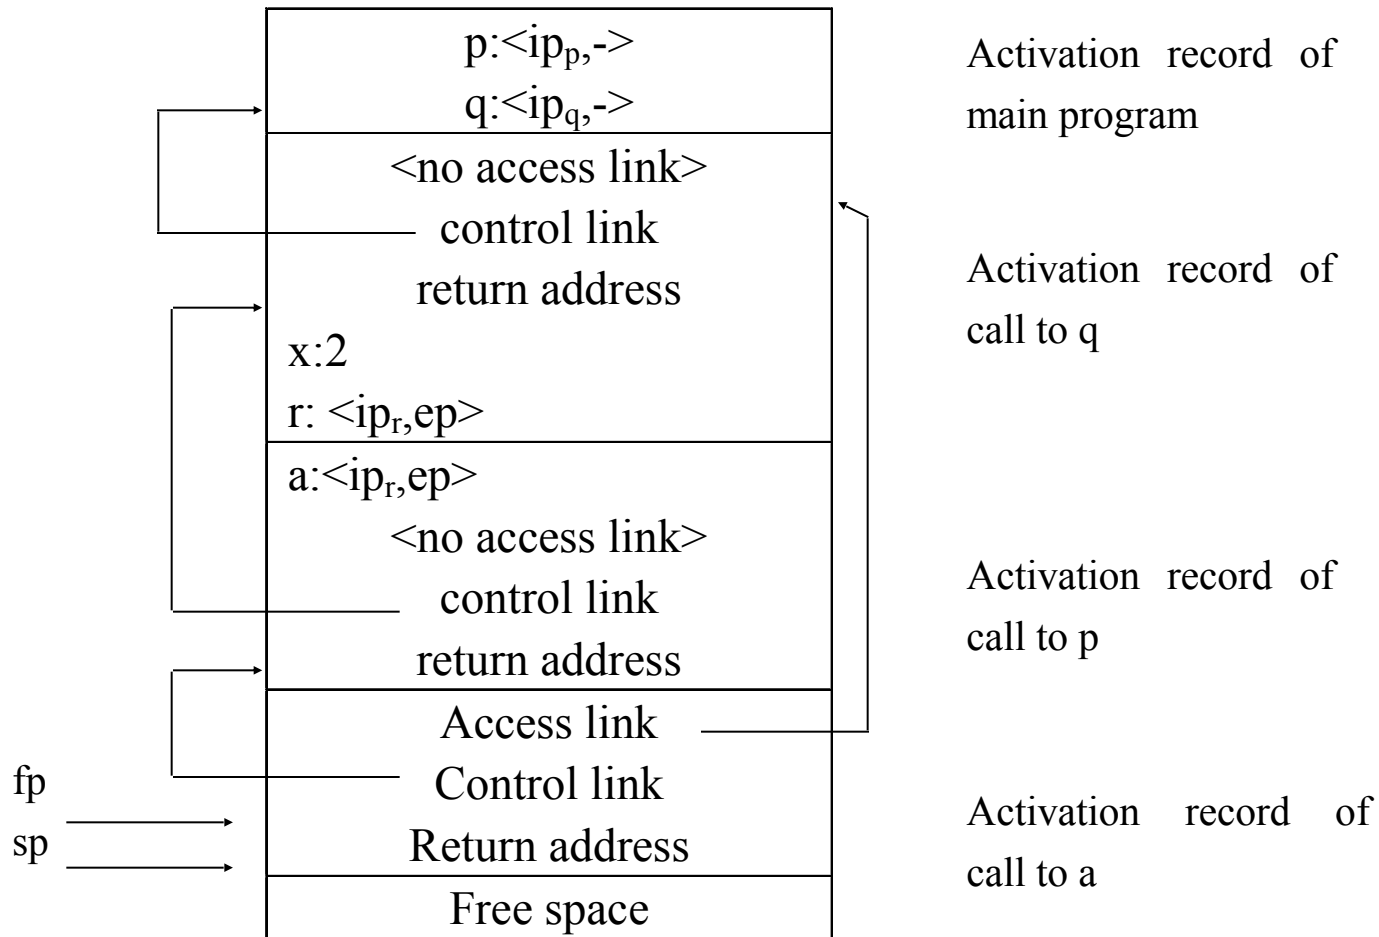 p:<ipp,->
q:<ipq,->
<no access link>
control link
return address
x:2
r: <ipr,ep>
a:<ipr,ep>
<no access link>
control link
return address
Access link
Control link
Return address
Free space
fp
sp
Activation record of
main program
Activation record of
call to q
Activation record of
call to p
Activation record of
call to a